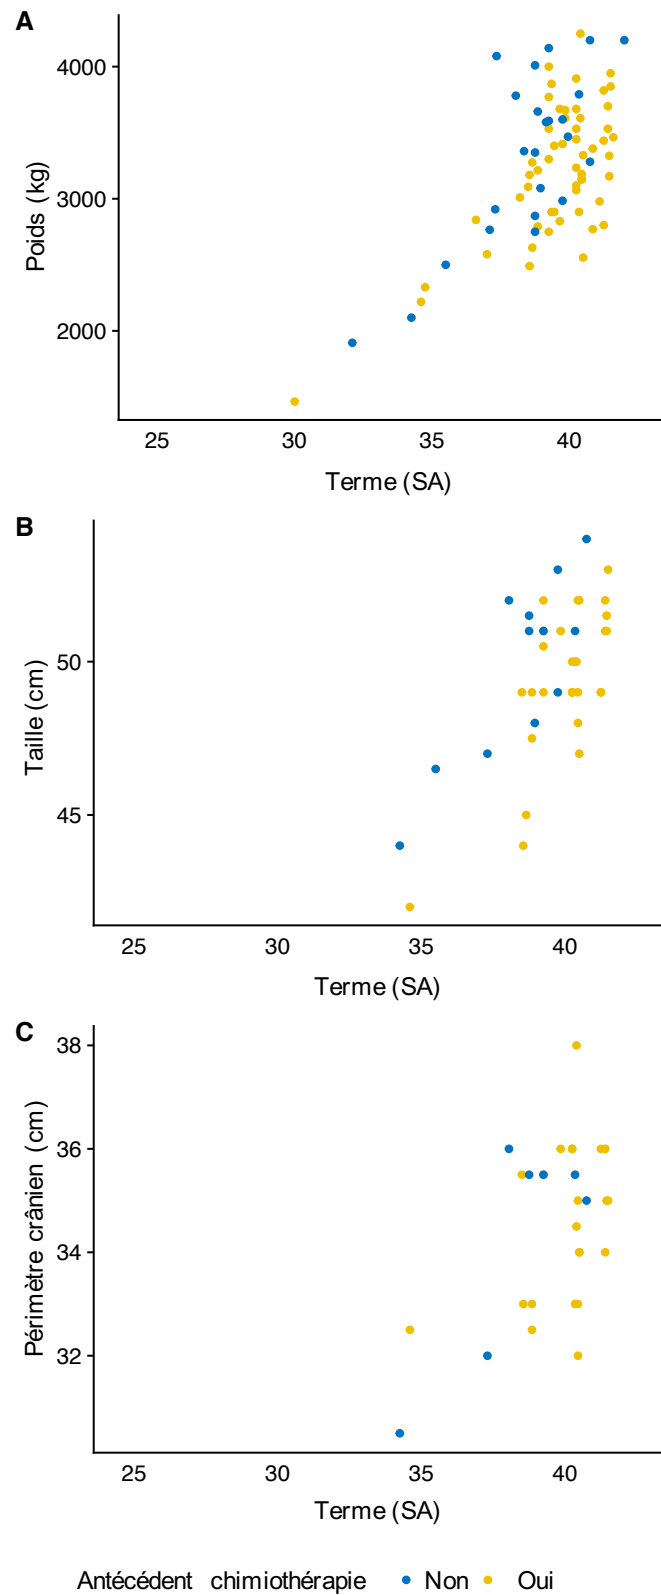 A
4000
3000
2000
Poids (kg)
25 30 35 40
Terme (SA)
B
50
45
Taille (cm)
25 30 35 40
Terme (SA)
C
38
36
34
32
Périmètre crânien (cm)
25 30 35 40
Terme (SA)
Antécédent chimiothérapie Non Oui